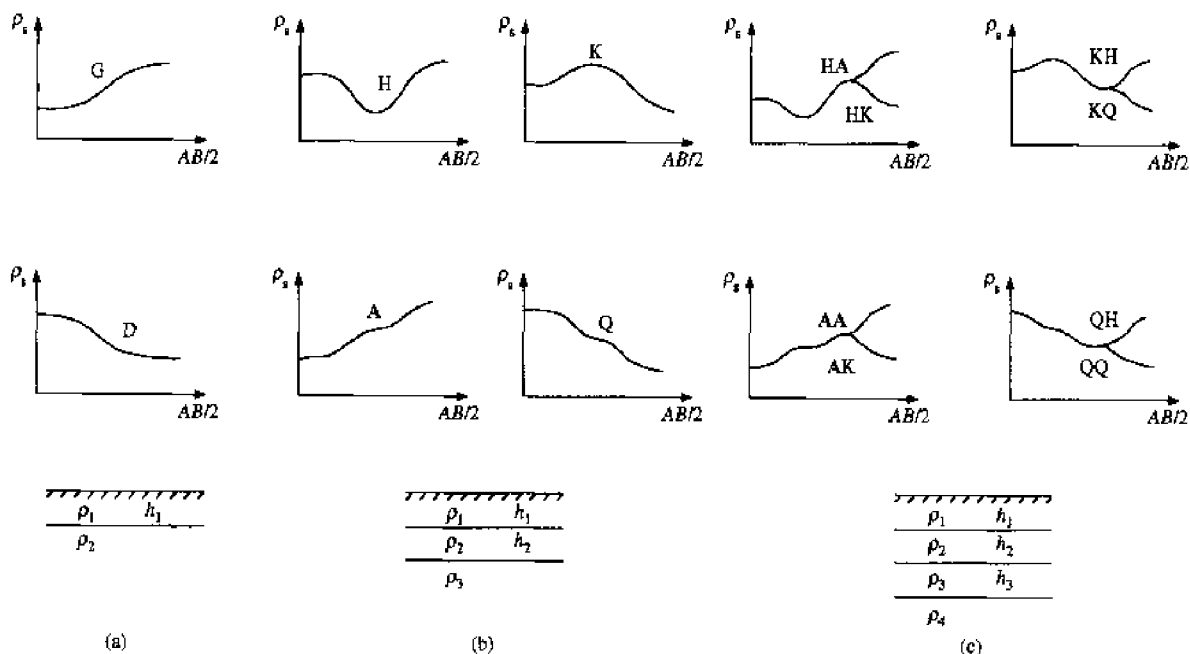 ρs
G
AB/2
ρs
H
AB/2
ρs
K
AB/2
ρs
HA
HK
AB/2
ρs
KH
KQ
AB/2
ρs
D
AB/2
ρs
A
AB/2
ρs
Q
AB/2
ρs
AA
AK
AB/2
ρs
QH
QQ
AB/2
ρ1 h1
ρ2
ρ1 h1
ρ2 h2
ρ3
ρ1 h1
ρ2 h2
ρ3 h3
ρ4
(a)
(b)
(c)